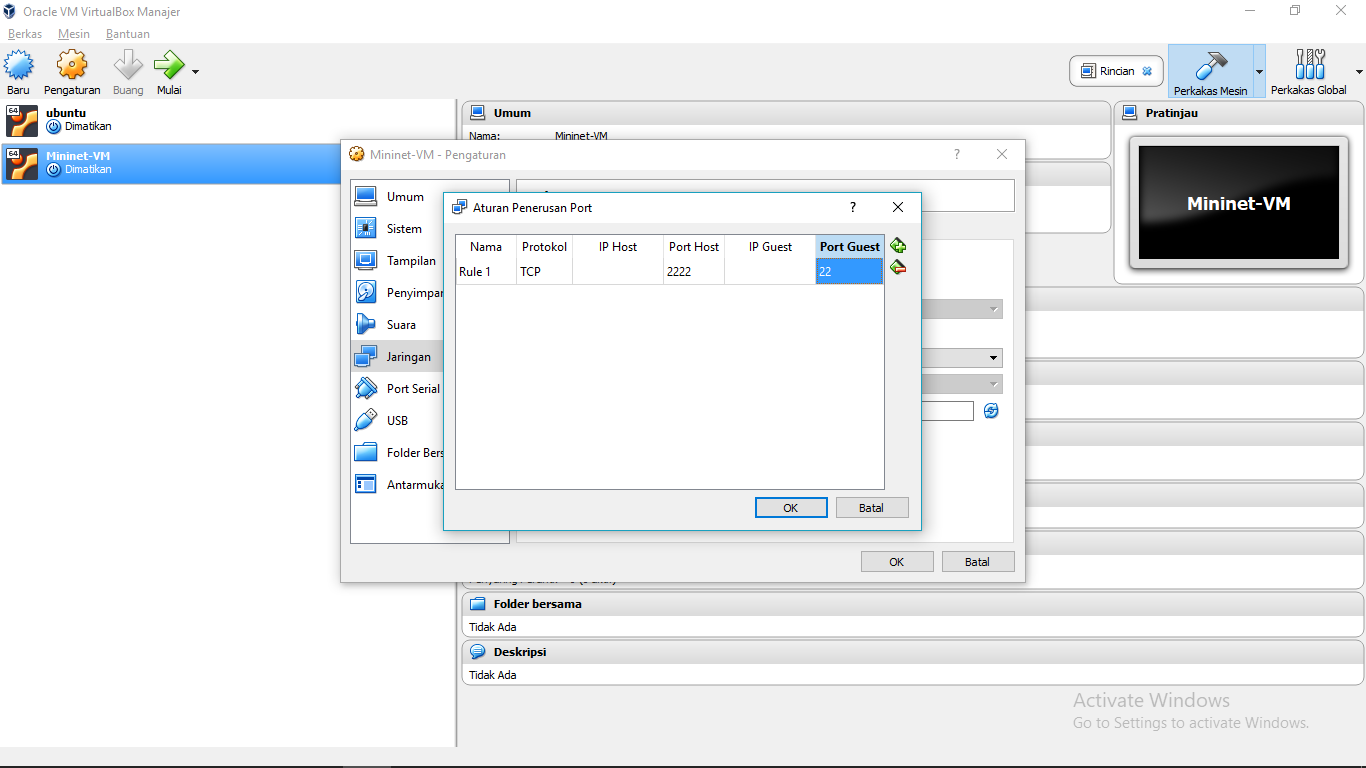 Oracle VM VirtualBox Manajer
Berkas Mesin Bantuan
Baru Pengaturan Buang Mulai
Rincian
Perkakas Mesin Perkakas Global
64 ubuntu
Dimatikan
64 Mininet-VM
Dimatikan
Umum
Nama: Mininet-VM
Pratinjau
Mininet-VM
Mininet-VM - Pengaturan ?
Umum
Sistem
Tampilan
Penyimpan
Suara
Jaringan
Port Serial
USB
Folder Bers
Antarmuka
Aturan Penerusan Port ?
Nama Protokol IP Host Port Host IP Guest Port Guest
Rule 1 TCP 2222 22
OK Batal
OK Batal
Folder bersama
Tidak Ada
Deskripsi
Tidak Ada
Activate Windows
Go to Settings to activate Windows.